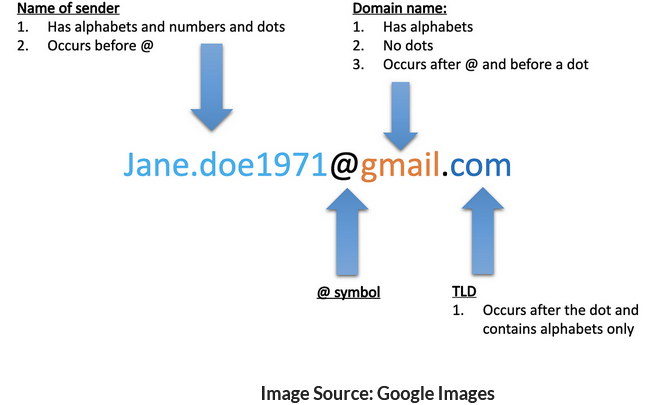 Name of sender
1. Has alphabets and numbers and dots
2. Occurs before @
Domain name:
1. Has alphabets
2. No dots
3. Occurs after @ and before a dot
Jane.doe1971@gmail.com
@ symbol
TLD
1. Occurs after the dot and
contains alphabets only
Image Source: Google Images